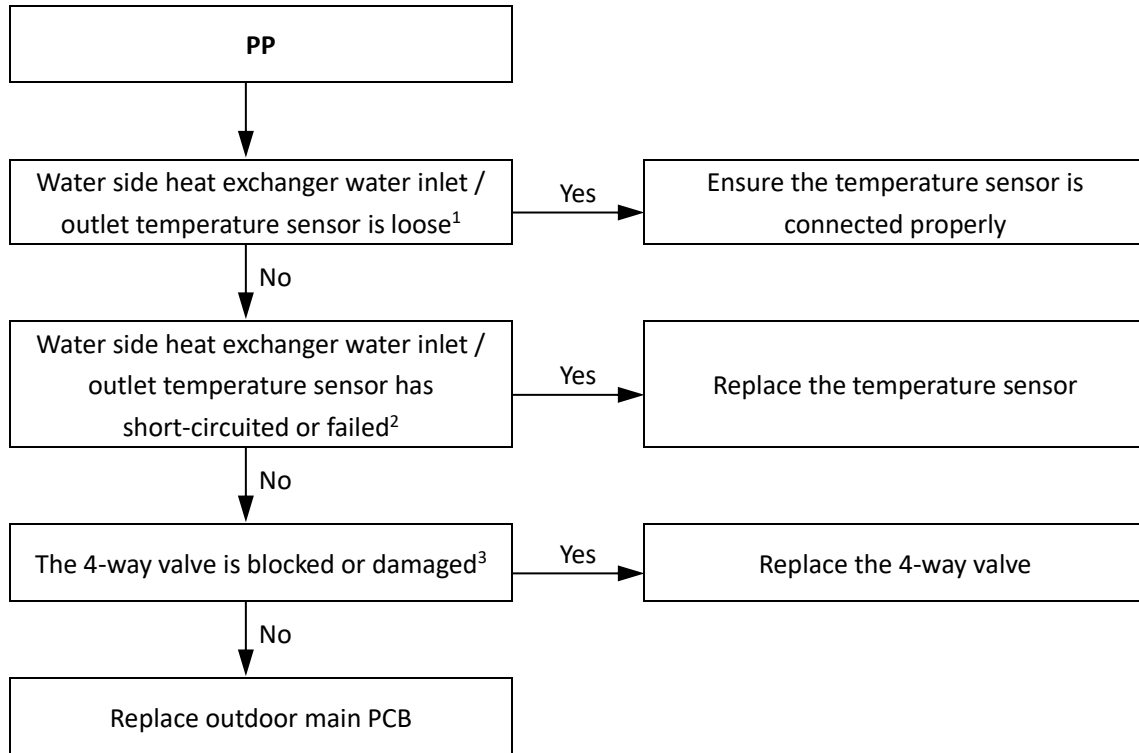 PP
Water side heat exchanger water inlet /
outlet temperature sensor is loose¹
Yes
Ensure the temperature sensor is
connected properly
No
Water side heat exchanger water inlet /
outlet temperature sensor has
short-circuited or failed²
Yes
Replace the temperature sensor
No
The 4-way valve is blocked or damaged³
Yes
Replace the 4-way valve
No
Replace outdoor main PCB